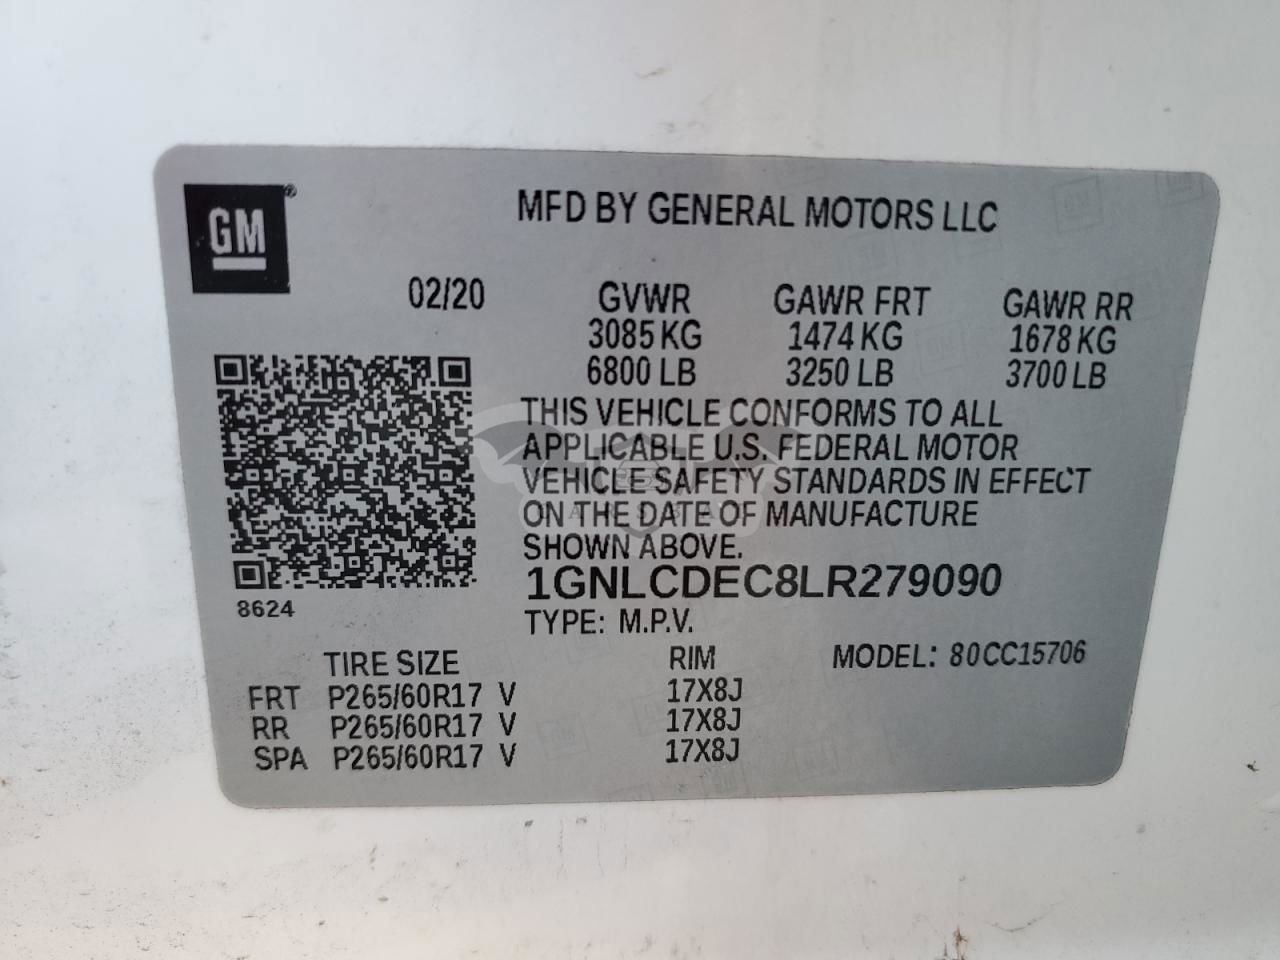 GM®
MFD BY GENERAL MOTORS LLC
02/20 GVWR GAWR FRT GAWR RR
3085 KG 1474 KG 1678 KG
6800 LB 3250 LB 3700 LB
THIS VEHICLE CONFORMS TO ALL
APPLICABLE U.S. FEDERAL MOTOR
VEHICLE SAFETY STANDARDS IN EFFECT
ON THE DATE OF MANUFACTURE
SHOWN ABOVE.
1GNLCDEC8LR279090
8624
TYPE: M.P.V.
TIRE SIZE RIM MODEL: 80CC15706
FRT P265/60R17 V 17X8J
RR P265/60R17 V 17X8J
SPA P265/60R17 V 17X8J